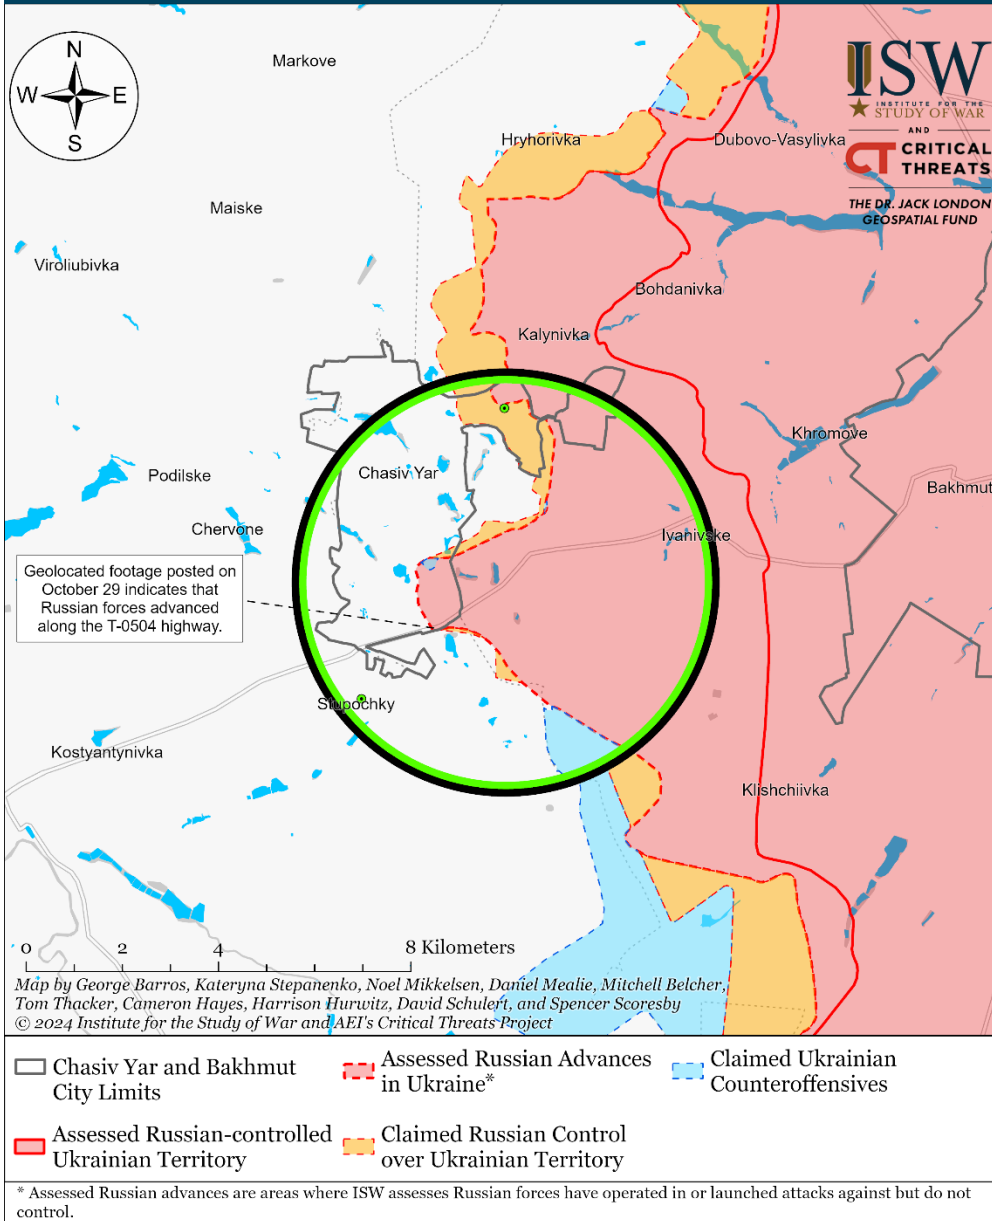 N
W
E
S
ISW
INSTITUTE FOR THE
STUDY OF WAR
AND
CT CRITICAL
THREATS
THE DR. JACK LONDON
GEOSPATIAL FUND
Markove
Hryhorivka
Dubovo-Vasylivka
Maiske
Viroliubivka
Bohdanivka
Kalynivka
Khromove
Chasiv Yar
Podilske
Bakhmut
Chervone
Ivanivske
Geolocated footage posted on
October 29 indicates that
Russian forces advanced
along the T-0504 highway.
Stupochky
Kostyantynivka
Klishchiivka
0 2 4 8 Kilometers
Map by George Barros, Kateryna Stepanenko, Noel Mikkelsen, Daniel Mealie, Mitchell Belcher,
Tom Thacker, Cameron Hayes, Harrison Hurwitz, David Schulert, and Spencer Scoresby
© 2024 Institute for the Study of War and AEI's Critical Threats Project
Chasiv Yar and Bakhmut
City Limits
Assessed Russian Advances
in Ukraine*
Claimed Ukrainian
Counteroffensives
Assessed Russian-controlled
Ukrainian Territory
Claimed Russian Control
over Ukrainian Territory
* Assessed Russian advances are areas where ISW assesses Russian forces have operated in or launched attacks against but do not
control.